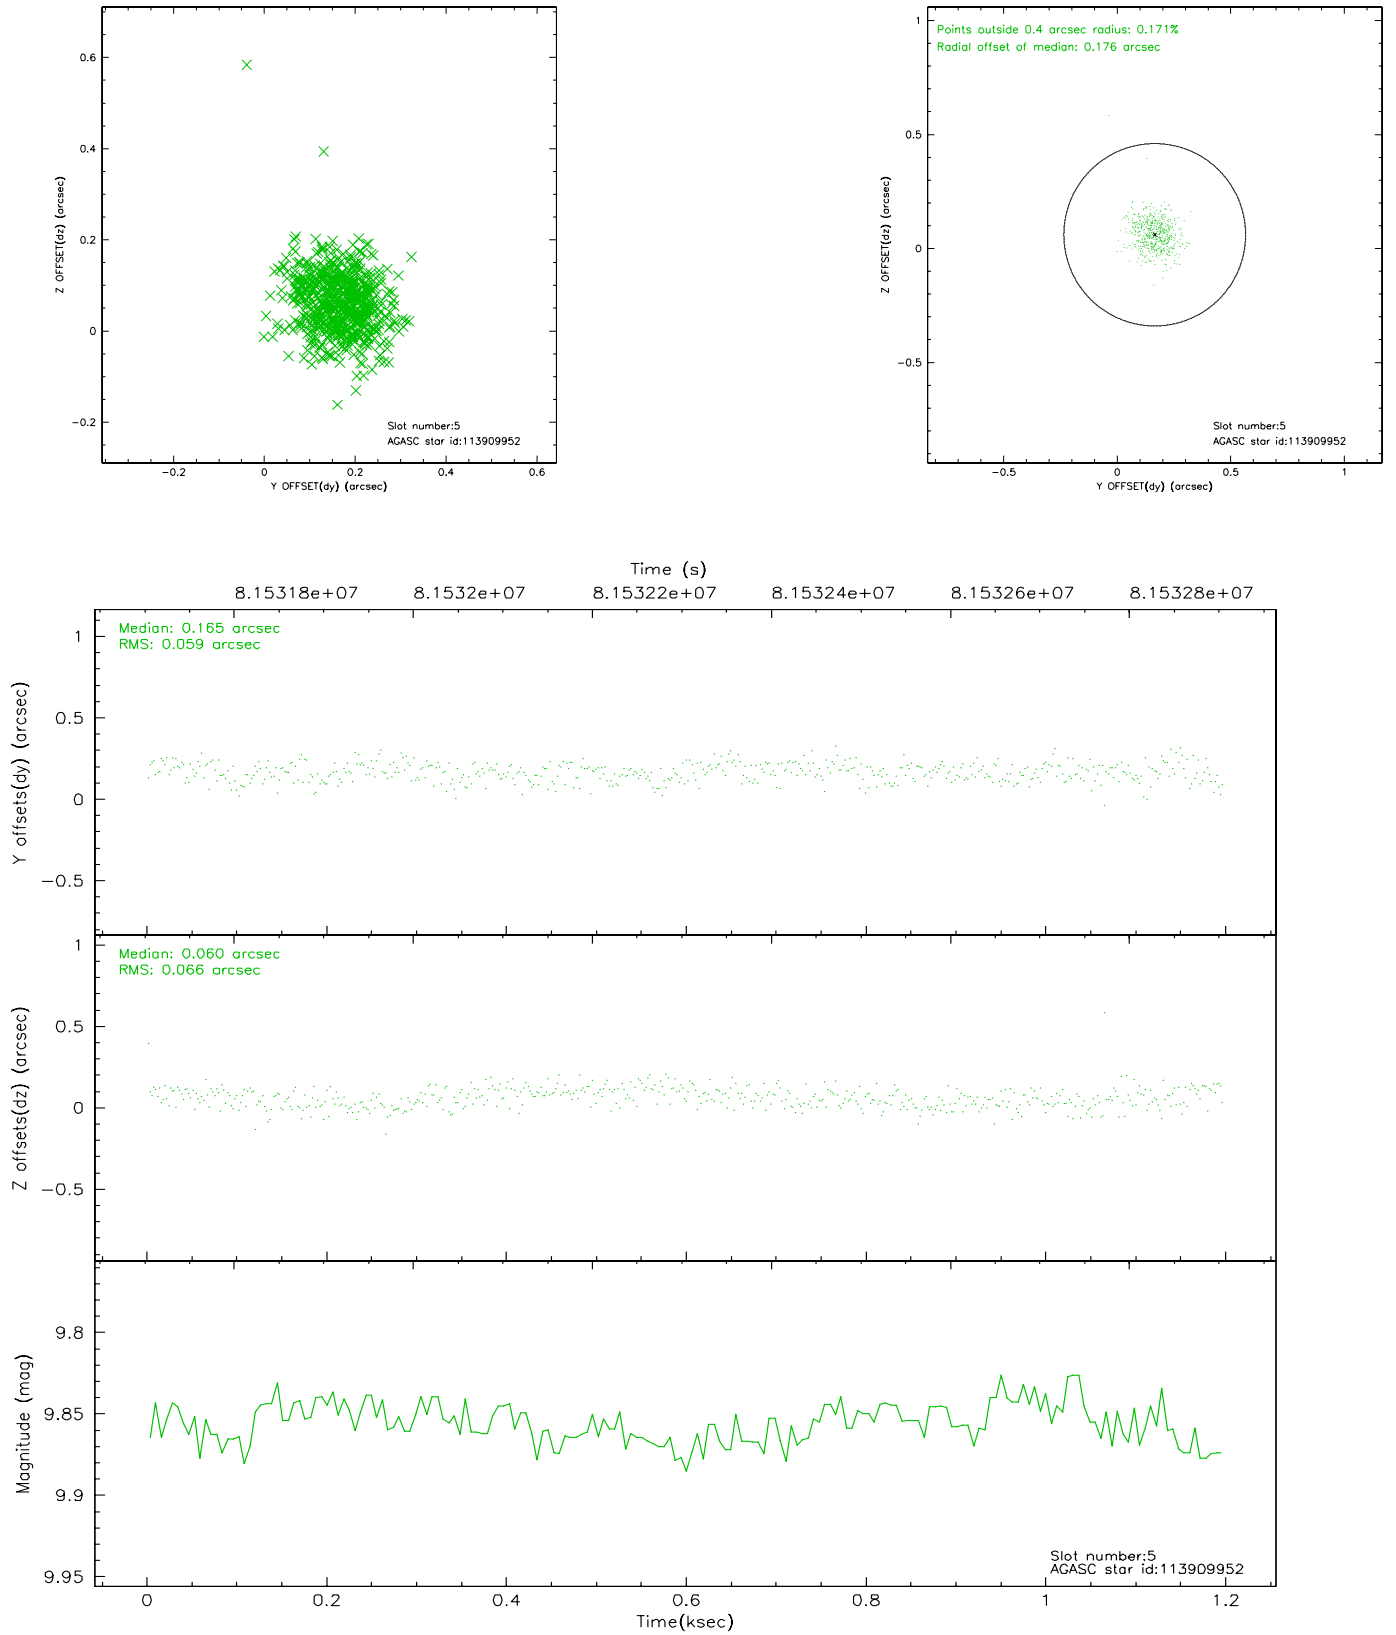 0.6
0.4
0.2
0
−0.2
Z OFFSET(dz) (arcsec)
Slot number:5
AGASC star id:113909952
−0.2 0 0.2 0.4 0.6
Y OFFSET(dy) (arcsec)
Points outside 0.4 arcsec radius: 0.171%
Radial offset of median: 0.176 arcsec
1
0.5
0
−0.5
Z OFFSET(dz) (arcsec)
Slot number:5
AGASC star id:113909952
−0.5 0 0.5 1
Y OFFSET(dy) (arcsec)
Time (s)
8.15318e+07 8.1532e+07 8.15322e+07 8.15324e+07 8.15326e+07 8.15328e+07
Median: 0.165 arcsec
RMS: 0.059 arcsec
1
0.5
0
−0.5
Y offsets(dy) (arcsec)
Median: 0.060 arcsec
RMS: 0.066 arcsec
1
0.5
0
−0.5
Z offsets(dz) (arcsec)
9.8
9.85
9.9
9.95
Magnitude (mag)
Slot number:5
AGASC star id:113909952
0 0.2 0.4 0.6 0.8 1 1.2
Time(ksec)